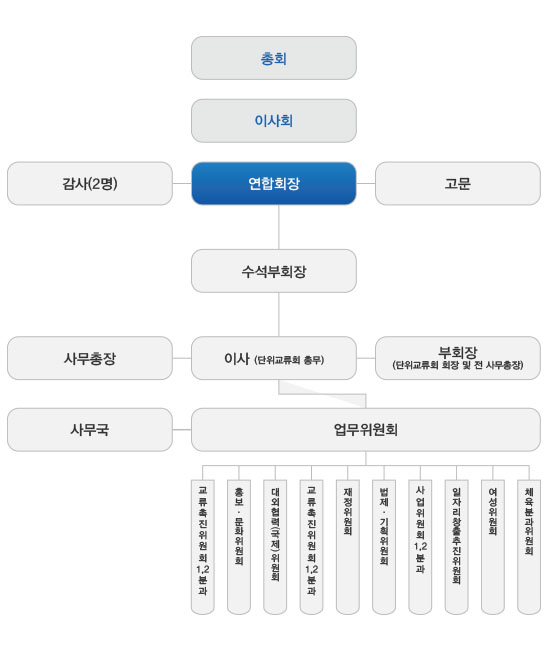 총회
이사회
감사(2명)
연합회장
고문
수석부회장
사무총장
이사 (단위교류회 총무)
부회장
(단위교류회 회장 및 전 사무총장)
사무국
업무위원회
교류촉진위원회1,2분과
홍보·문화위원회
대외협력(국제)위원회
교류촉진위원회1,2분과
재정위원회
법제·기획위원회
사업위원회1,2분과
일자리창출추진위원회
여성위원회
체육분과위원회